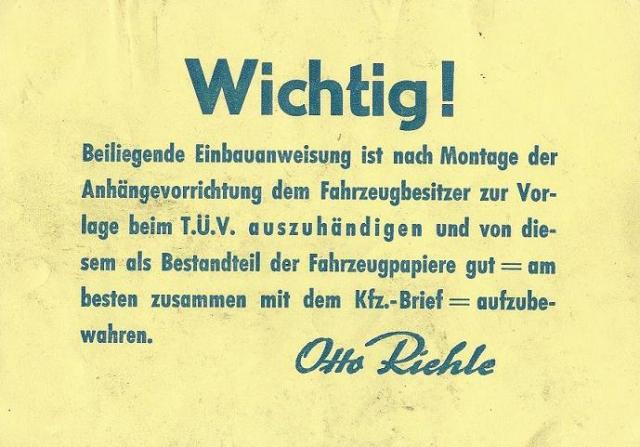 Wichtig!
Beiliegende Einbauanweisung ist nach Montage der
Anhängevorrichtung dem Fahrzeugbesitzer zur Vor-
lage beim T.Ü.V. auszuhändigen und von die-
sem als Bestandteil der Fahrzeugpapiere gut = am
besten zusammen mit dem Kfz.-Brief = aufzube-
wahren.
Otto Riehle